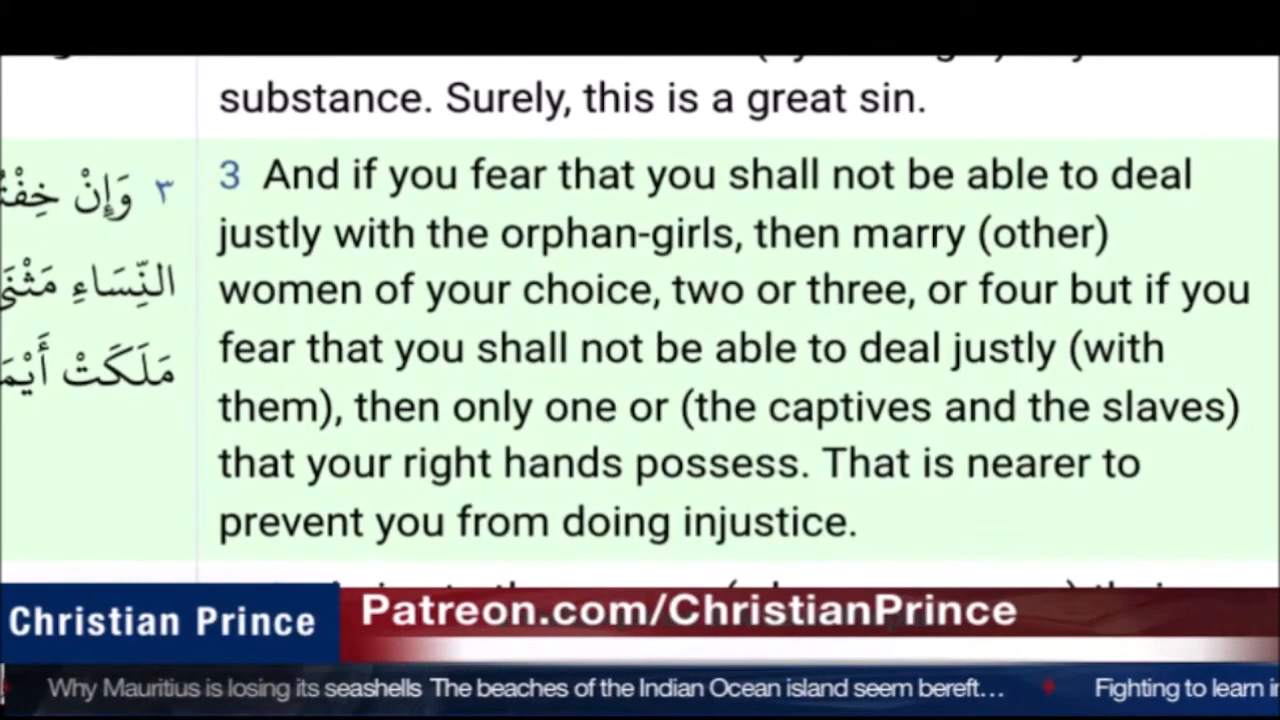 substance. Surely, this is a great sin.
3 And if you fear that you shall not be able to deal
justly with the orphan-girls, then marry (other)
women of your choice, two or three, or four but if you
fear that you shall not be able to deal justly (with
them), then only one or (the captives and the slaves)
that your right hands possess. That is nearer to
prevent you from doing injustice.
٣ وَإِنْ
النِّسَاءِ
مَلَكَتْ
Christian Prince
Patreon.com/ChristianPrince
Why Mauritius is losing its seashells The beaches of the Indian Ocean island seem bereft… Fighting to learn